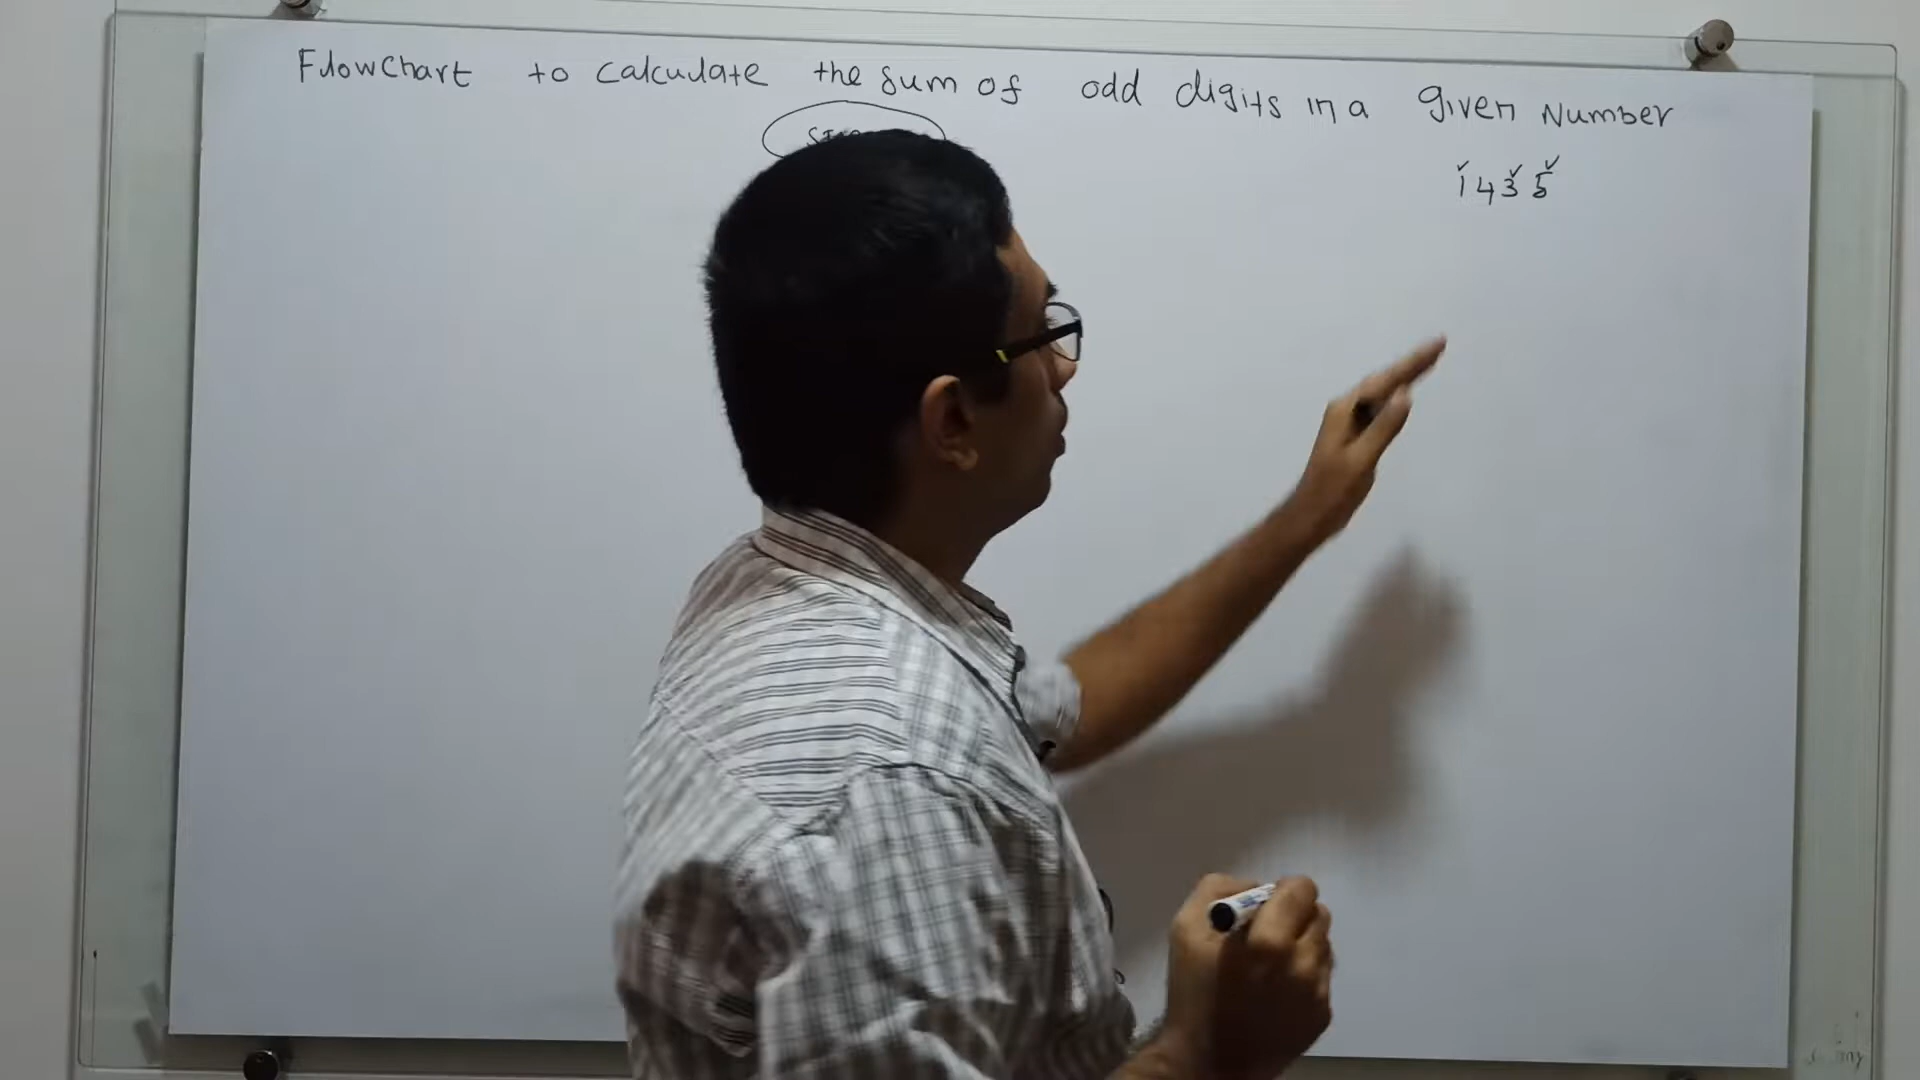 FlowChart to calculate the sum of odd digits in a given Number
1435